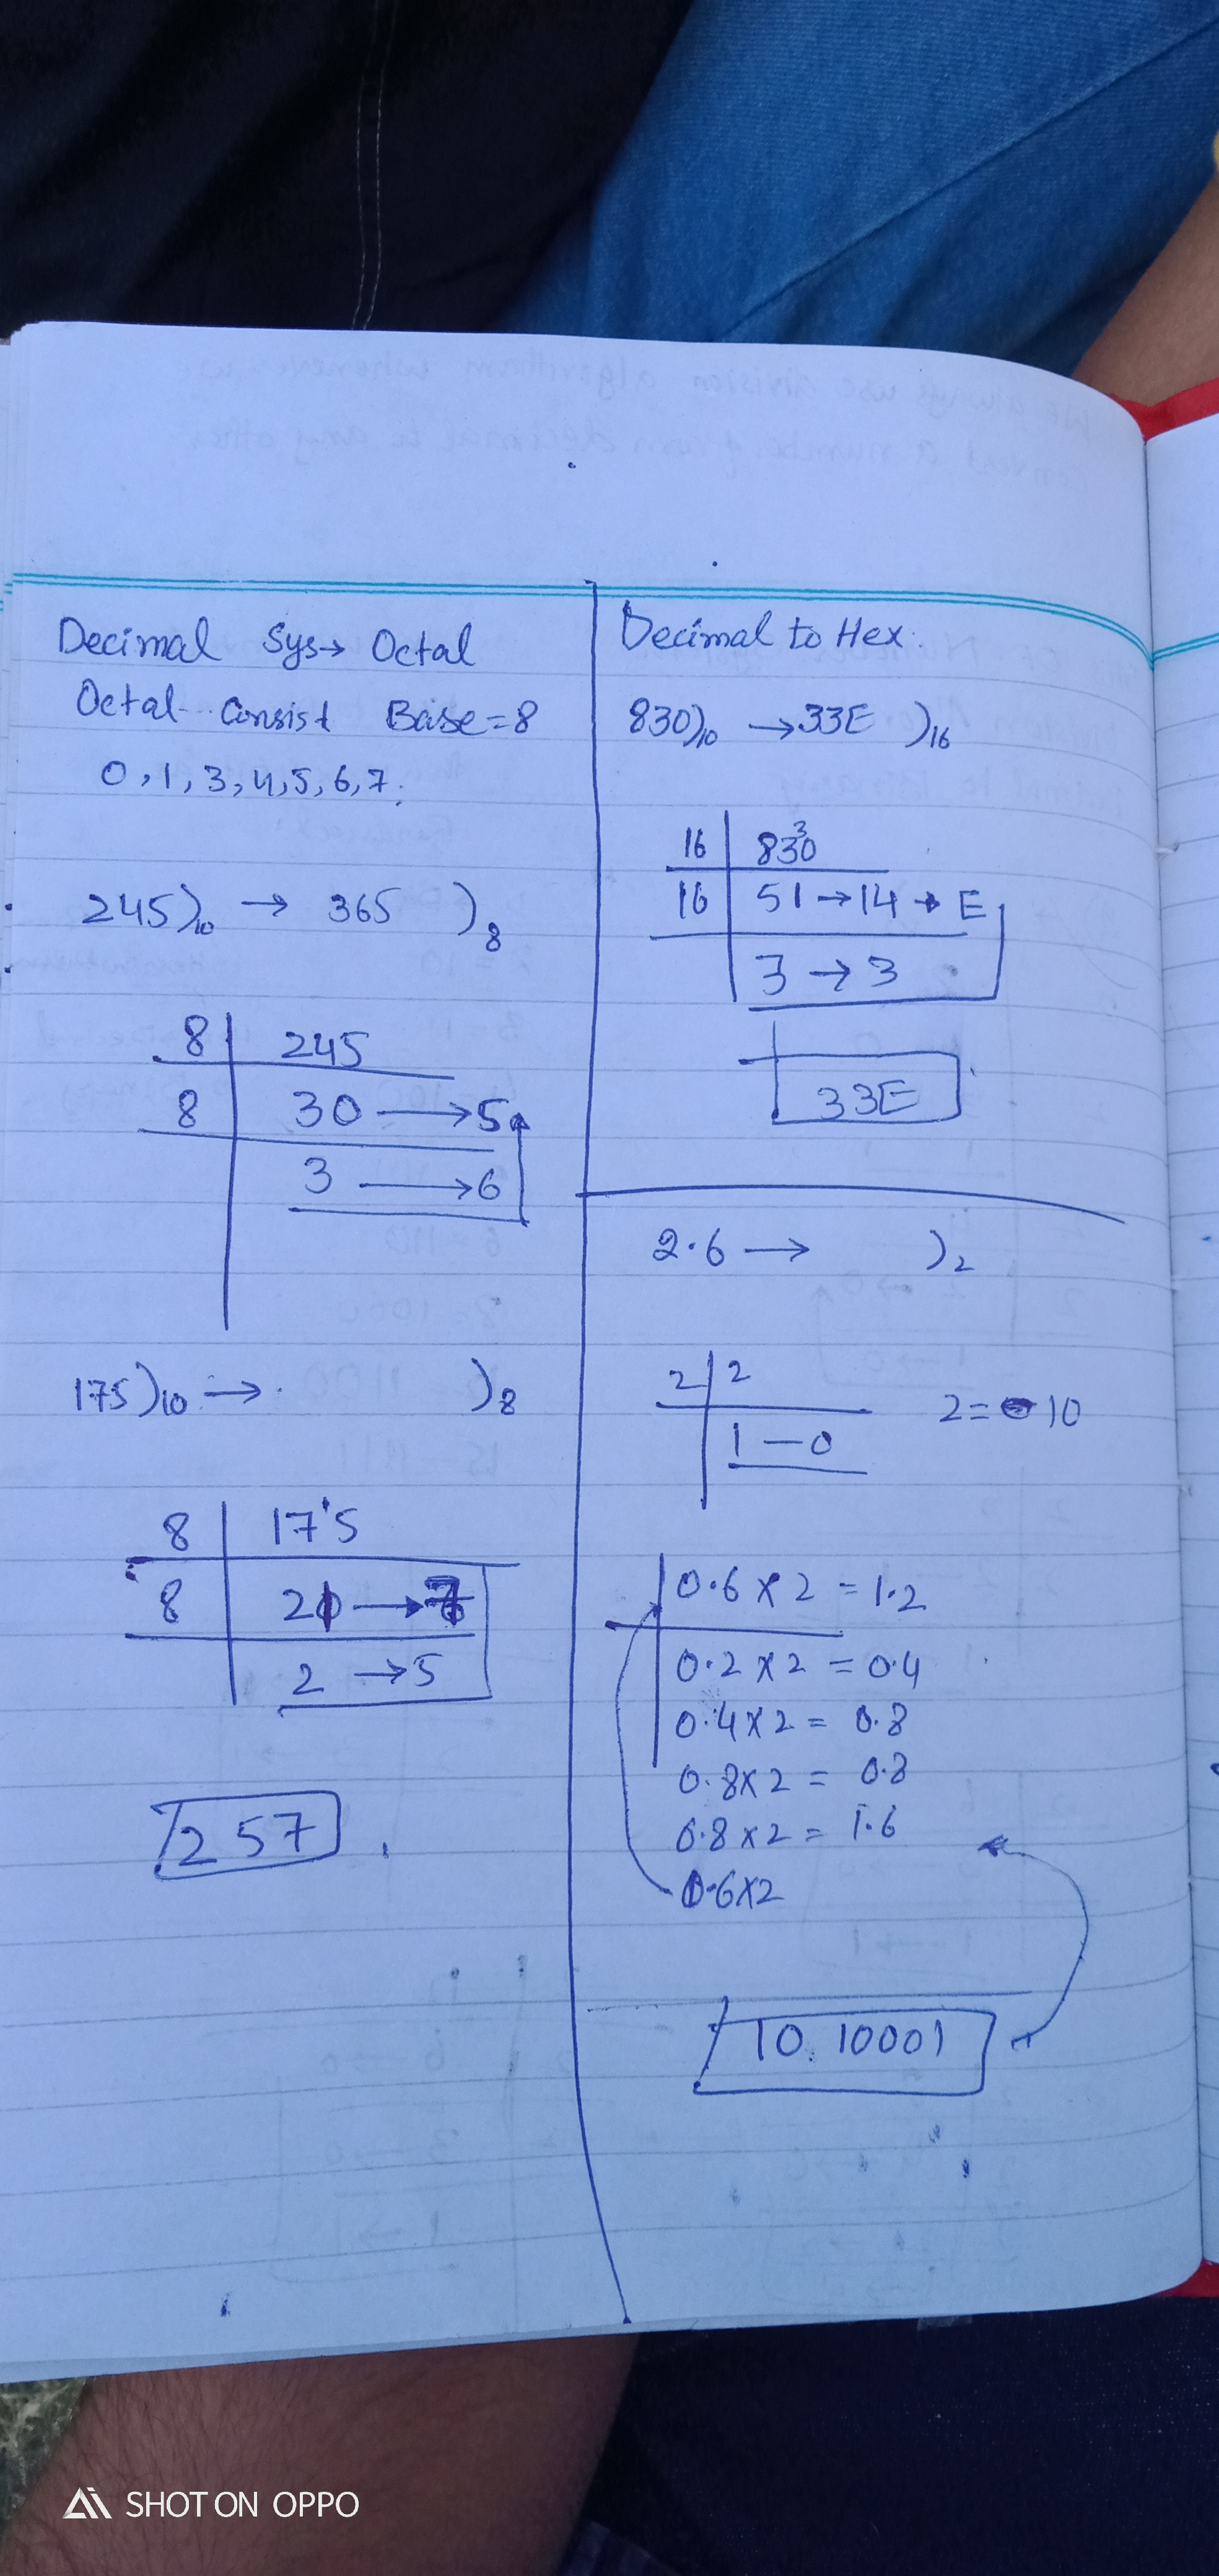 Decimal Sys→ Octal
Octal Consist Base=8
0,1,3,4,5,6,7.
245)10 → 365 )8
8 | 245
8 | 30 → 5
3 → 6
175)10 → )8
8 | 175
8 | 21 → 7
2 → 5
257
Decimal to Hex.
830)10 → 33E )16
16 | 830
16 | 51→14→E
3 → 3
33E
2.6 → )2
2 | 2
1 — 0
2= 10
0.6 x 2 = 1.2
0.2 x 2 = 0.4
0.4 x 2 = 0.8
0.8 x 2 = 0.8
0.8 x 2 = 1.6
0.6x2
10.10001
SHOT ON OPPO